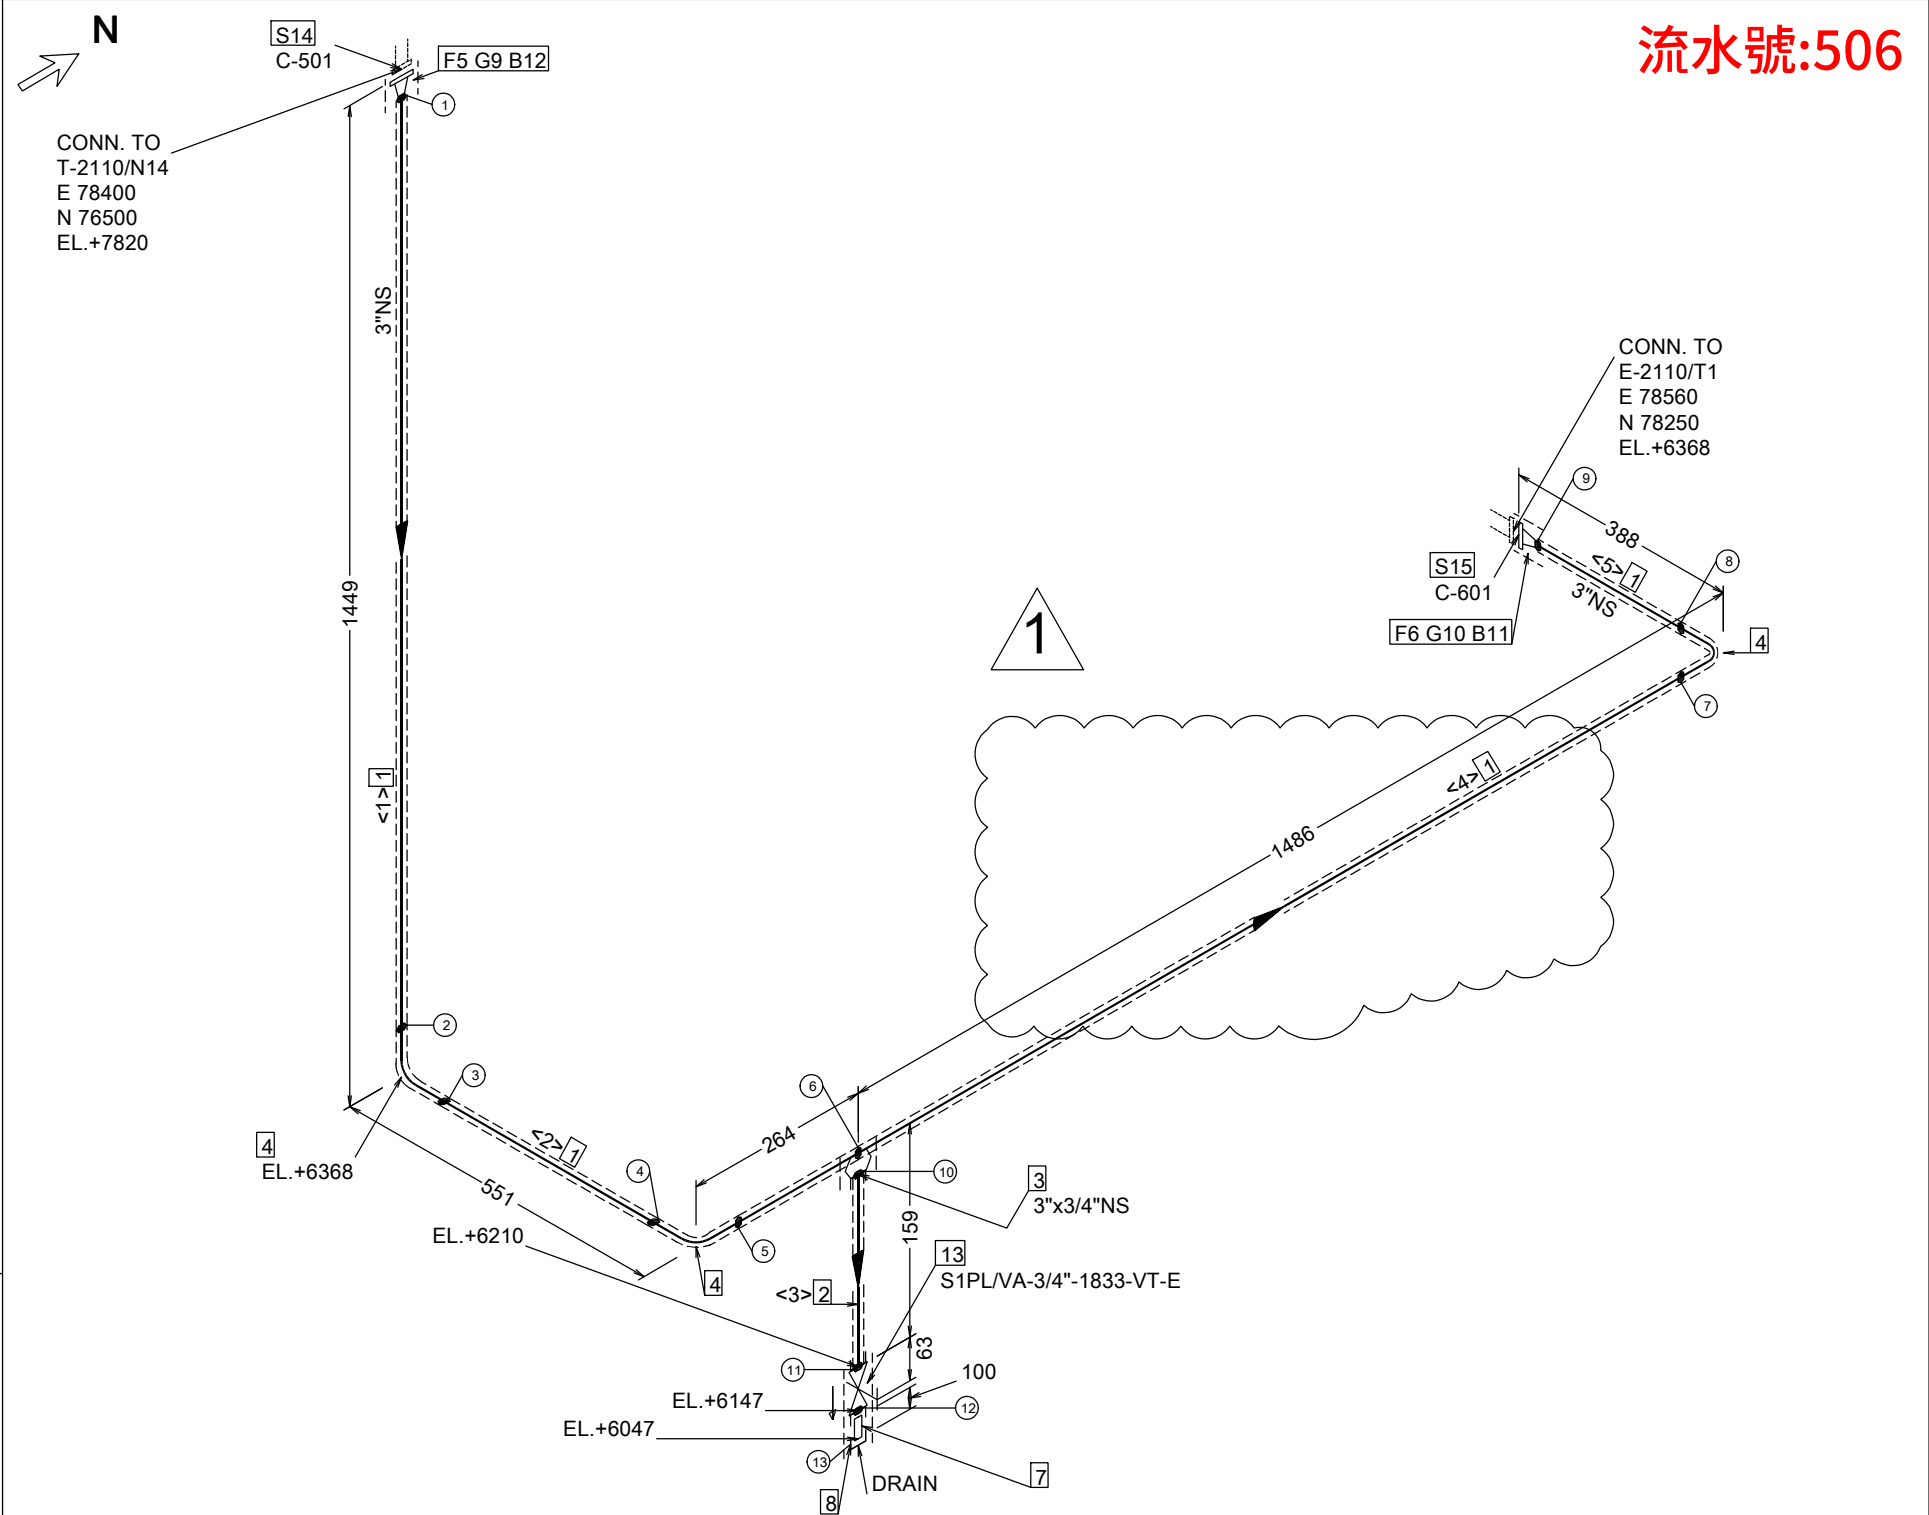 N
流水號:506
S14
C-501
F5 G9 B12
1
CONN. TO
T-2110/N14
E 78400
N 76500
EL.+7820
3"NS
1449
<1>1
2
3
4
EL.+6368
<2>1
551
4
4
5
264
6
EL.+6210
10
3
3"x3/4"NS
159
13
S1PL/VA-3/4"-1833-VT-E
<3>2
63
11
100
EL.+6147
12
EL.+6047
13
7
DRAIN
8
1
1486
<4>1
7
CONN. TO
E-2110/T1
E 78560
N 78250
EL.+6368
9
388
S15
C-601
<5>1
3"NS
8
F6 G10 B11
4